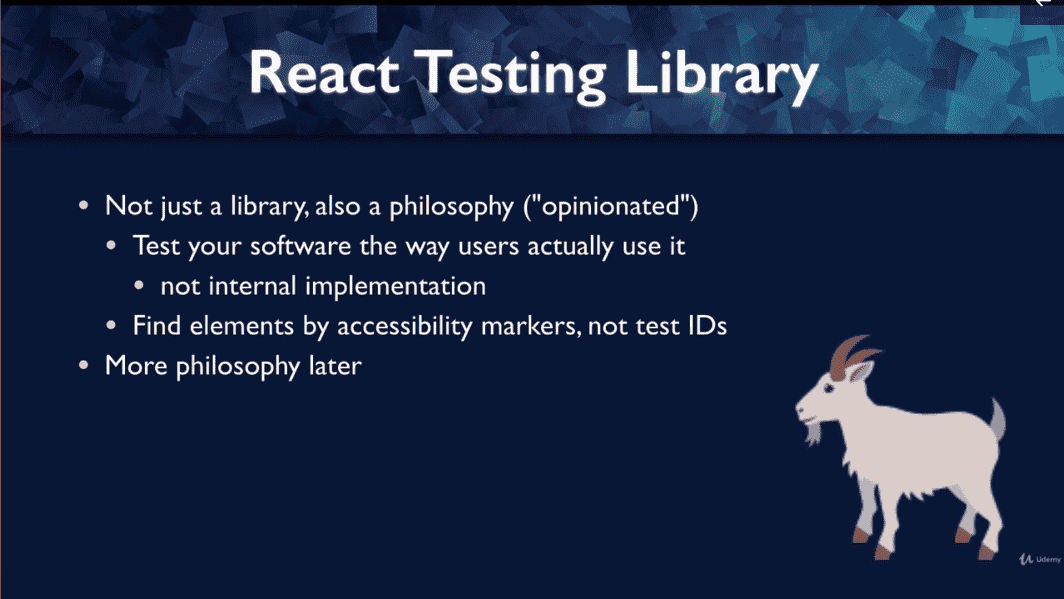 React Testing Library
• Not just a library, also a philosophy ("opinionated")
• Test your software the way users actually use it
• not internal implementation
• Find elements by accessibility markers, not test IDs
• More philosophy later
Udemy